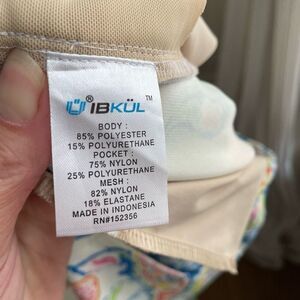 IBKÜL™
BODY:
85% POLYESTER
15% POLYURETHANE
POCKET:
75% NYLON
25% POLYURETHANE
MESH:
82% NYLON
18% ELASTANE
MADE IN INDONESIA
RN#152356